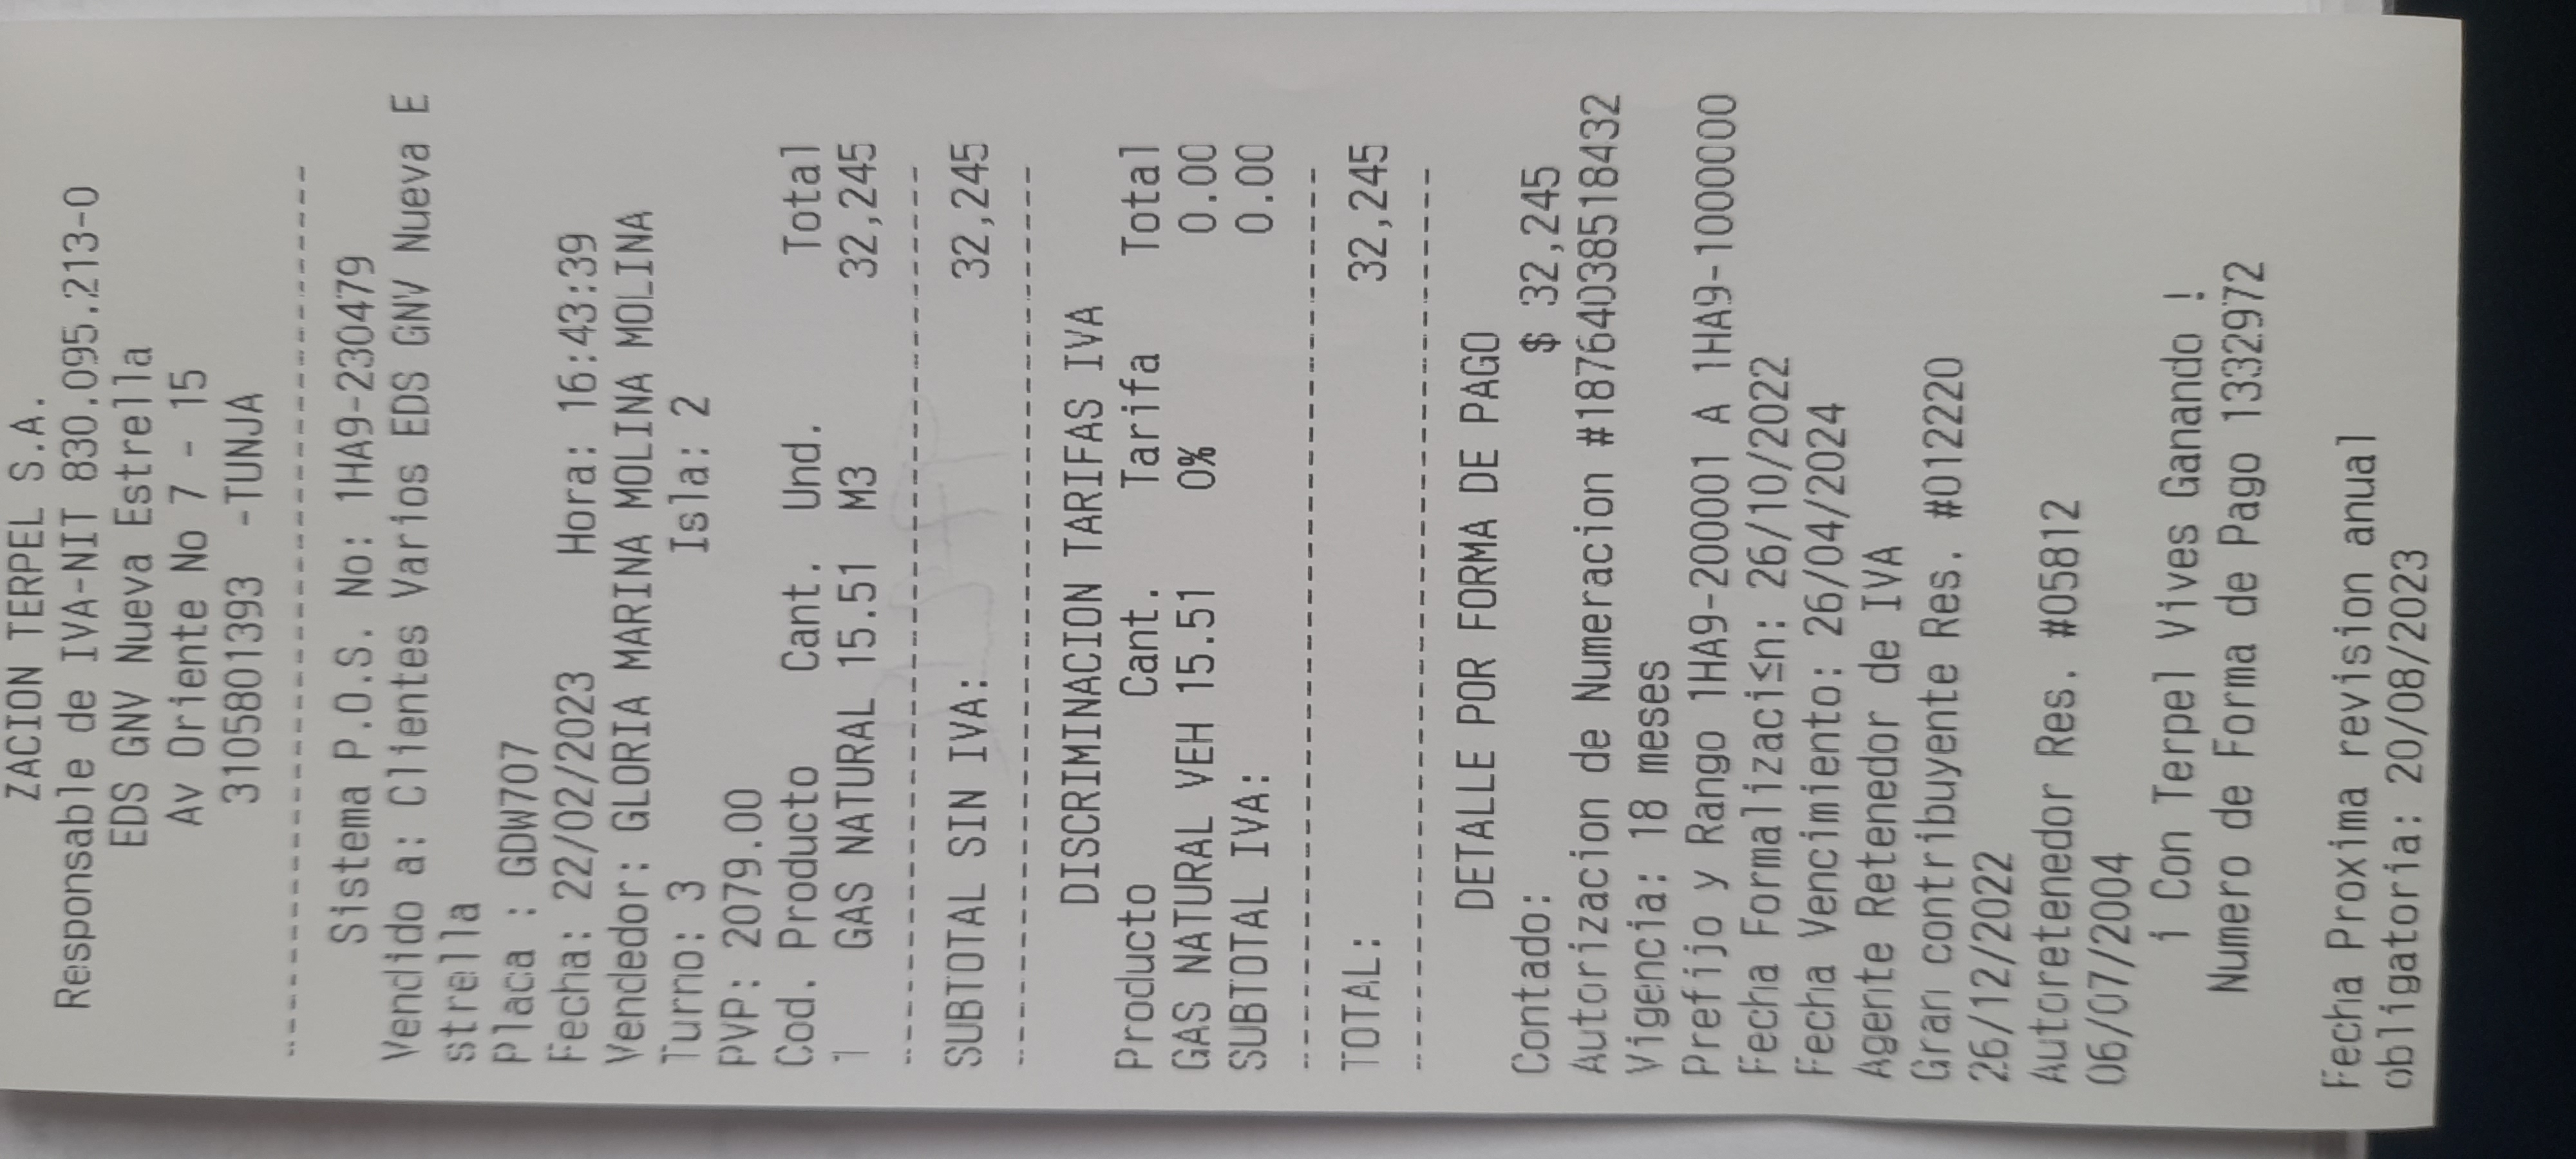 ZACION TERPEL S.A.
Responsable de IVA-NIT 830.095.213-0
EDS GNV Nueva Estrella
Av Oriente No 7 - 15
3105801393 -TUNJA
Sistema P.O.S. No: 1HA9-230479
Vendido a: Clientes Varios EDS GNV Nueva E
strella
Placa : GDW707
Fecha: 22/02/2023 Hora: 16:43:39
Vendedor: GLORIA MARINA MOLINA MOLINA
Turno: 3 Isla: 2
PVP: 2079.00
Cod. Producto Cant. Und. Total
1 GAS NATURAL 15.51 M3 32,245
SUBTOTAL SIN IVA: 32,245
DISCRIMINACION TARIFAS IVA
Producto Cant. Tarifa Total
GAS NATURAL VEH 15.51 0% 0.00
SUBTOTAL IVA: 0.00
TOTAL: 32,245
DETALLE POR FORMA DE PAGO
Contado: $ 32,245
Autorizacion de Numeracion #18764038518432
Vigencia: 18 meses
Prefijo y Rango 1HA9-200001 A 1HA9-1000000
Fecha Formalizaci≤n: 26/10/2022
Fecha Vencimiento: 26/04/2024
Agente Retenedor de IVA
Gran contribuyente Res. #012220
26/12/2022
Autoretenedor Res. #05812
06/07/2004
¡ Con Terpel Vives Ganando !
Numero de Forma de Pago 1332972
Fecha Proxima revision anual
obligatoria: 20/08/2023